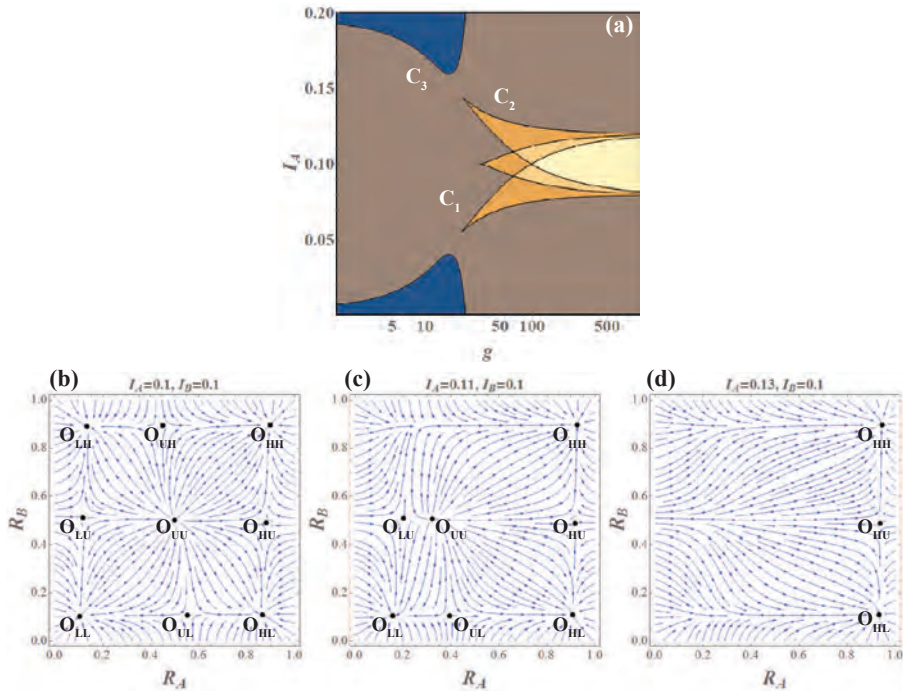 (a)
0.20
0.15
0.10
0.05
I_A
C_3
C_2
C_1
5 10 50 100 500
g
(b)
I_A=0.1, I_B=0.1
1.0
0.8
0.6
0.4
0.2
0.0
R_B
O_LH O_UH O_HH
O_LU O_UU O_HU
O_LL O_UL O_HL
0.0 0.2 0.4 0.6 0.8 1.0
R_A
(c)
I_A=0.11, I_B=0.1
1.0
0.8
0.6
0.4
0.2
0.0
R_B
O_HH
O_LU O_UU O_HU
O_LL O_UL O_HL
0.0 0.2 0.4 0.6 0.8 1.0
R_A
(d)
I_A=0.13, I_B=0.1
1.0
0.8
0.6
0.4
0.2
0.0
R_B
O_HH
O_HU
O_HL
0.0 0.2 0.4 0.6 0.8 1.0
R_A